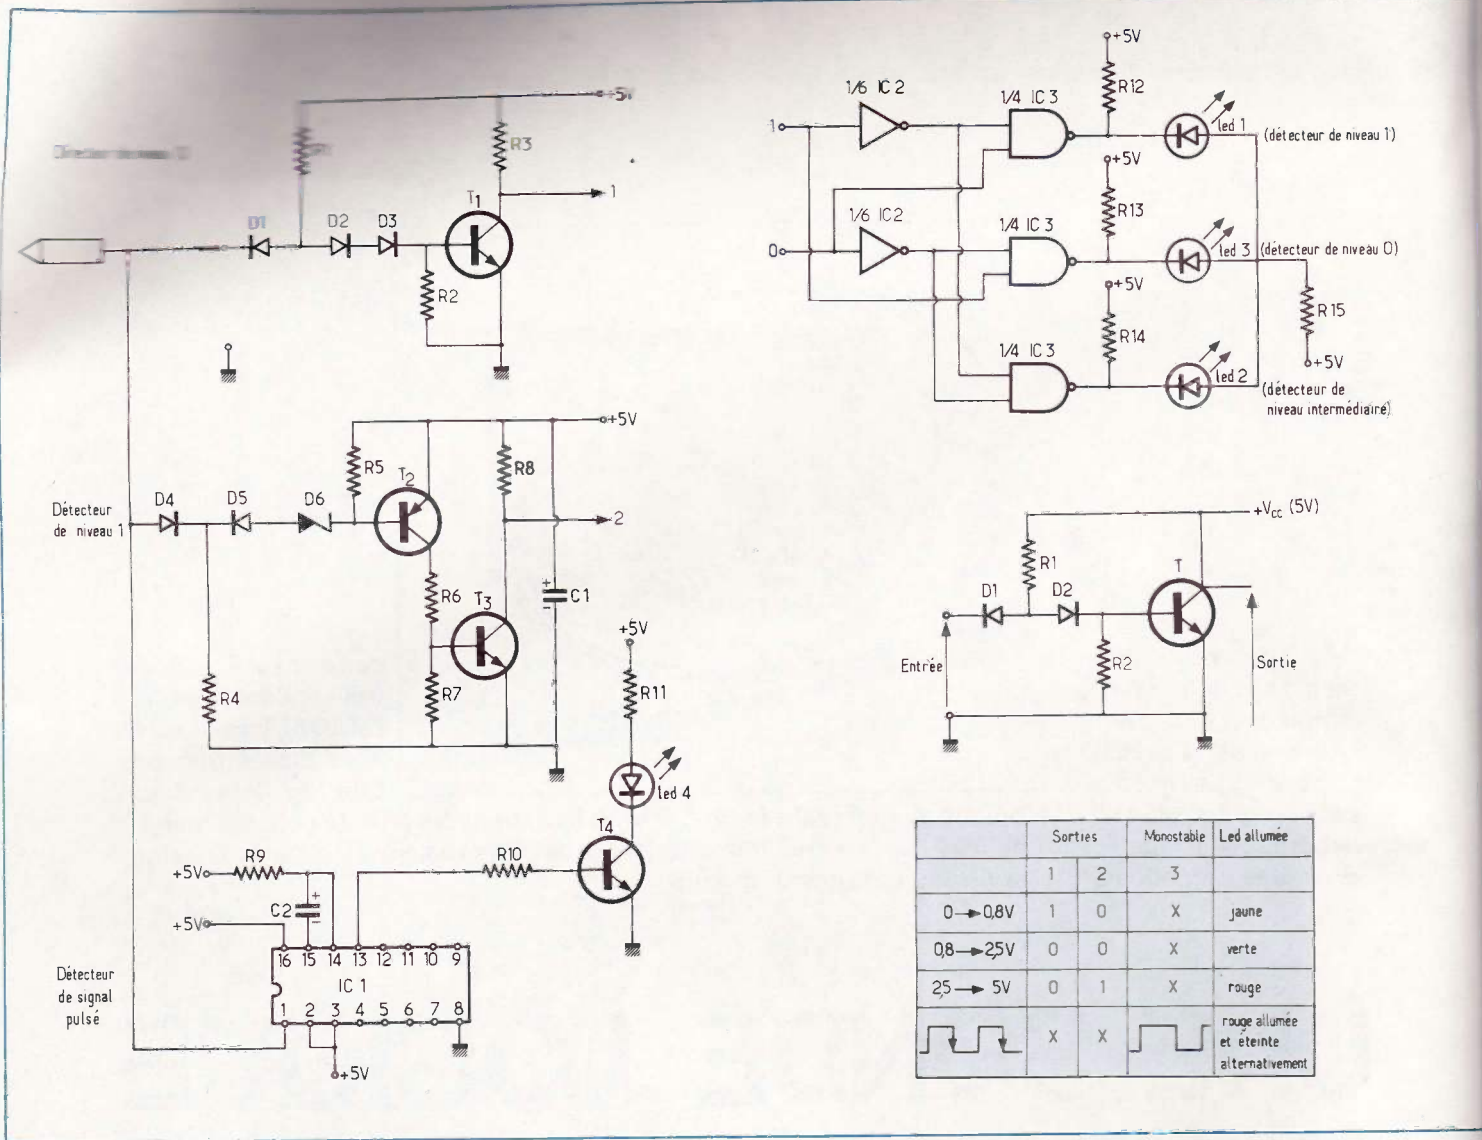 +5V
R3
1
T1
D1
D2
D3
R2
+5V
R5
T2
R8
Détecteur
de niveau 1
D4
D5
D6
2
R6
T3
C1
+
-
R4
R7
+5V
R11
led 4
T4
+5V
R9
R10
C2
+
-
+5V
16 15 14 13 12 11 10 9
IC 1
1 2 3 4 5 6 7 8
Détecteur
de signal
pulsé
+5V
+5V
R12
1/6 IC 2
1/4 IC 3
1
led 1
(détecteur de niveau 1)
+5V
R13
1/6 IC2
1/4 IC 3
0
led 3
(détecteur de niveau 0)
+5V
R14
R15
1/4 IC 3
+5V
led 2
(détecteur de
niveau intermédiaire)
+Vcc (5V)
R1
T
D1
D2
R2
Entrée
Sortie
Sorties Monostable Led allumée
1 2 3
0→0,8V 1 0 X jaune
0,8→2,5V 0 0 X verte
2,5→ 5V 0 1 X rouge
X X rouge allumée
et éteinte
alternativement